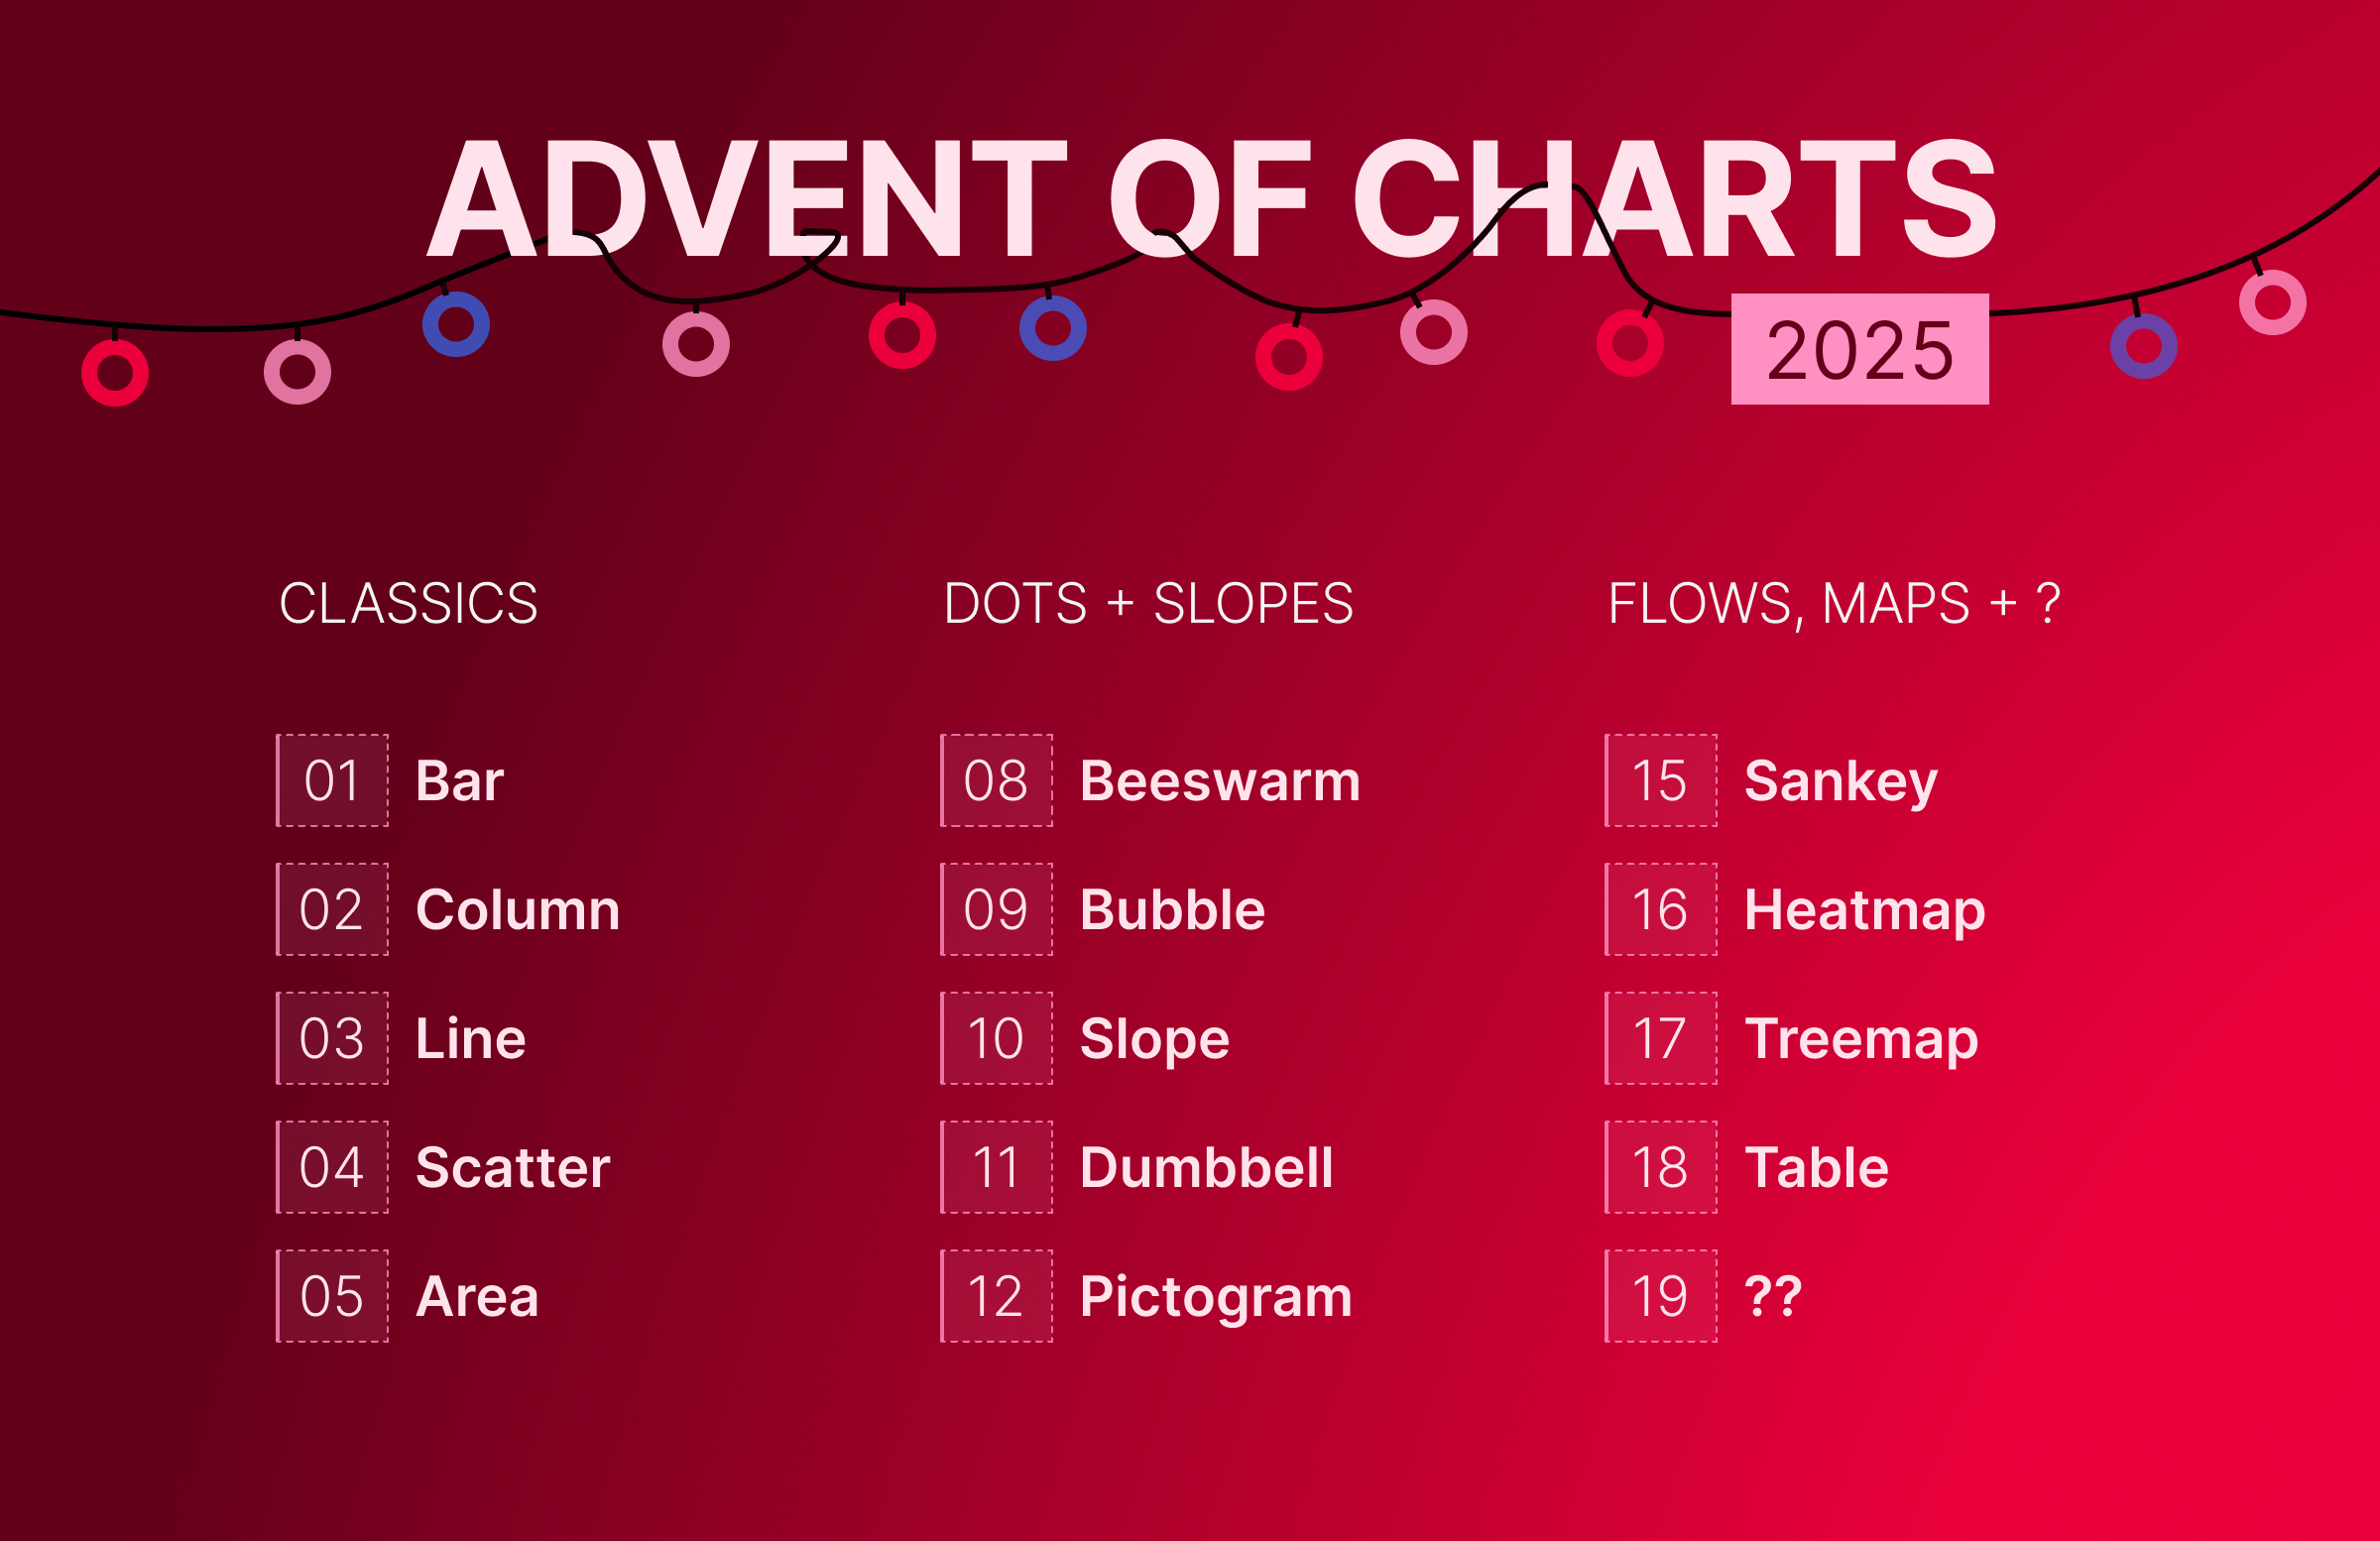 ADVENT OF CHARTS
2025
CLASSICS
01 Bar
02 Column
03 Line
04 Scatter
05 Area
DOTS + SLOPES
08 Beeswarm
09 Bubble
10 Slope
11 Dumbbell
12 Pictogram
FLOWS, MAPS + ?
15 Sankey
16 Heatmap
17 Treemap
18 Table
19 ??